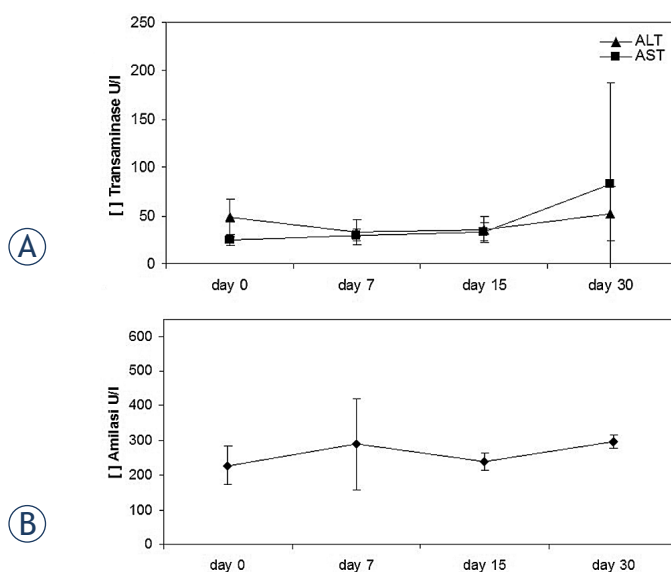 250
200
150
100
50
0
[ ] Transaminase U/l
ALT
AST
day 0 day 7 day 15 day 30
A
600
500
400
300
200
100
0
[ ] Amilasi U/l
day 0 day 7 day 15 day 30
B